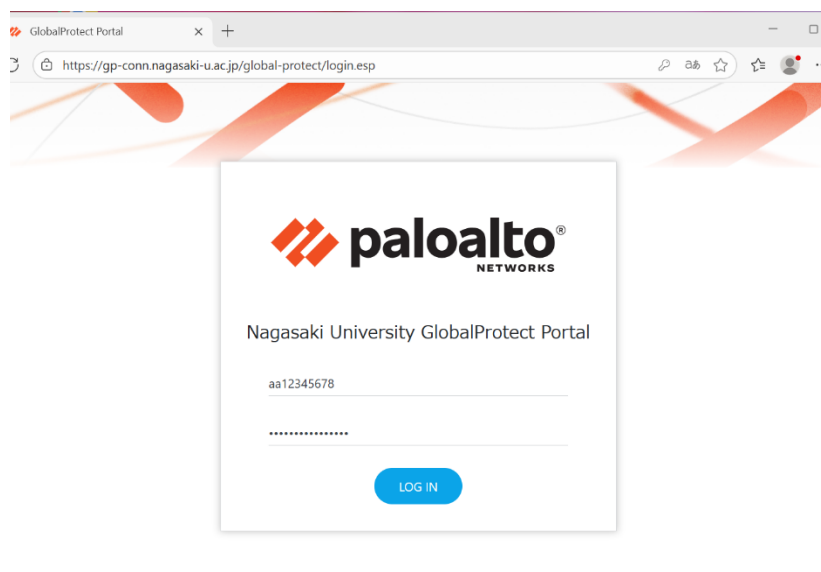 GlobalProtect Portal
https://gp-conn.nagasaki-u.ac.jp/global-protect/login.esp
paloalto®
NETWORKS
Nagasaki University GlobalProtect Portal
aa12345678
••••••••••••••••
LOG IN